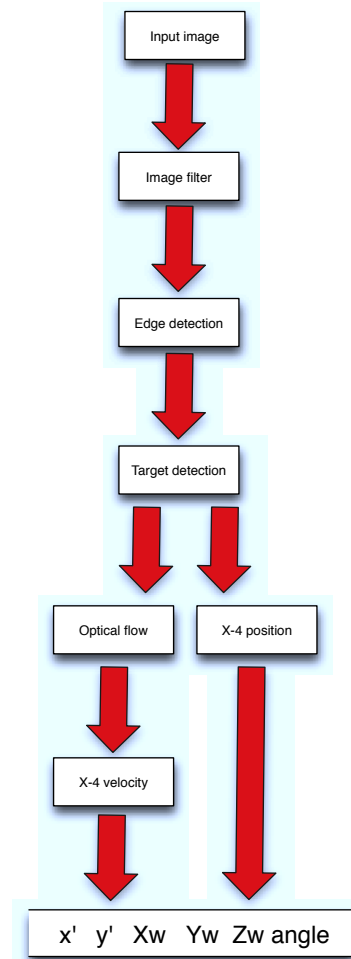 Input image
Image filter
Edge detection
Target detection
Optical flow
X-4 position
X-4 velocity
x' y' Xw Yw Zw angle